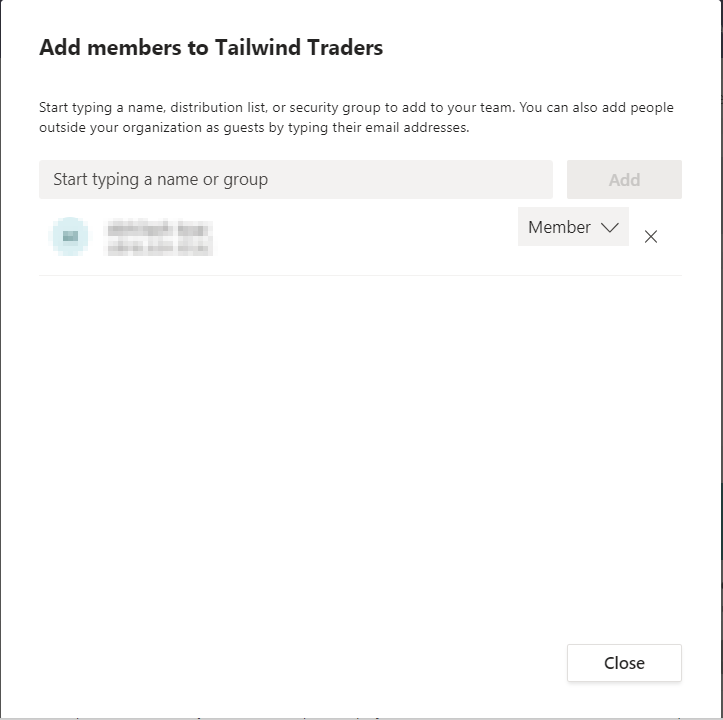 Add members to Tailwind Traders
Start typing a name, distribution list, or security group to add to your team. You can also add people
outside your organization as guests by typing their email addresses.
Start typing a name or group
Add
Member
Close